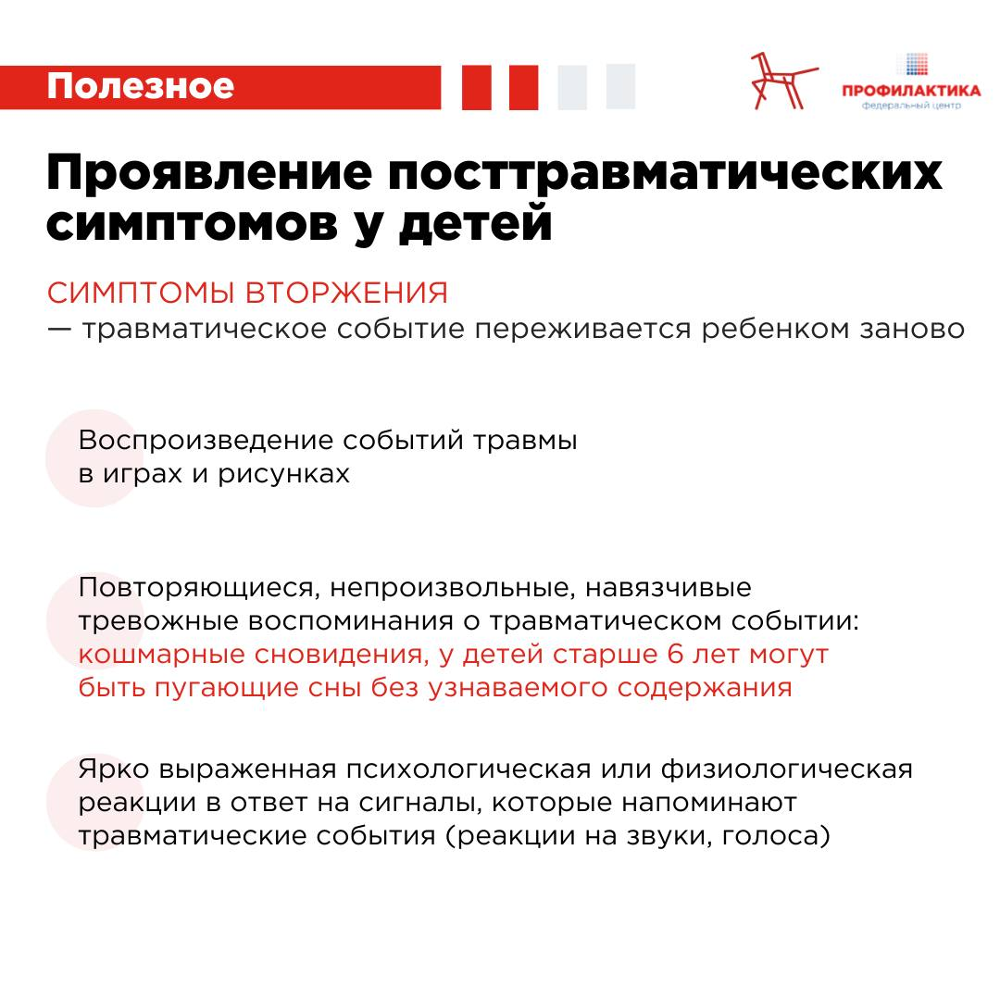 Полезное
ПРОФИЛАКТИКА
федеральный центр
Проявление посттравматических
симптомов у детей
СИМПТОМЫ ВТОРЖЕНИЯ
— травматическое событие переживается ребенком заново
Воспроизведение событий травмы
в играх и рисунках
Повторяющиеся, непроизвольные, навязчивые
тревожные воспоминания о травматическом событии:
кошмарные сновидения, у детей старше 6 лет могут
быть пугающие сны без узнаваемого содержания
Ярко выраженная психологическая или физиологическая
реакции в ответ на сигналы, которые напоминают
травматические события (реакции на звуки, голоса)